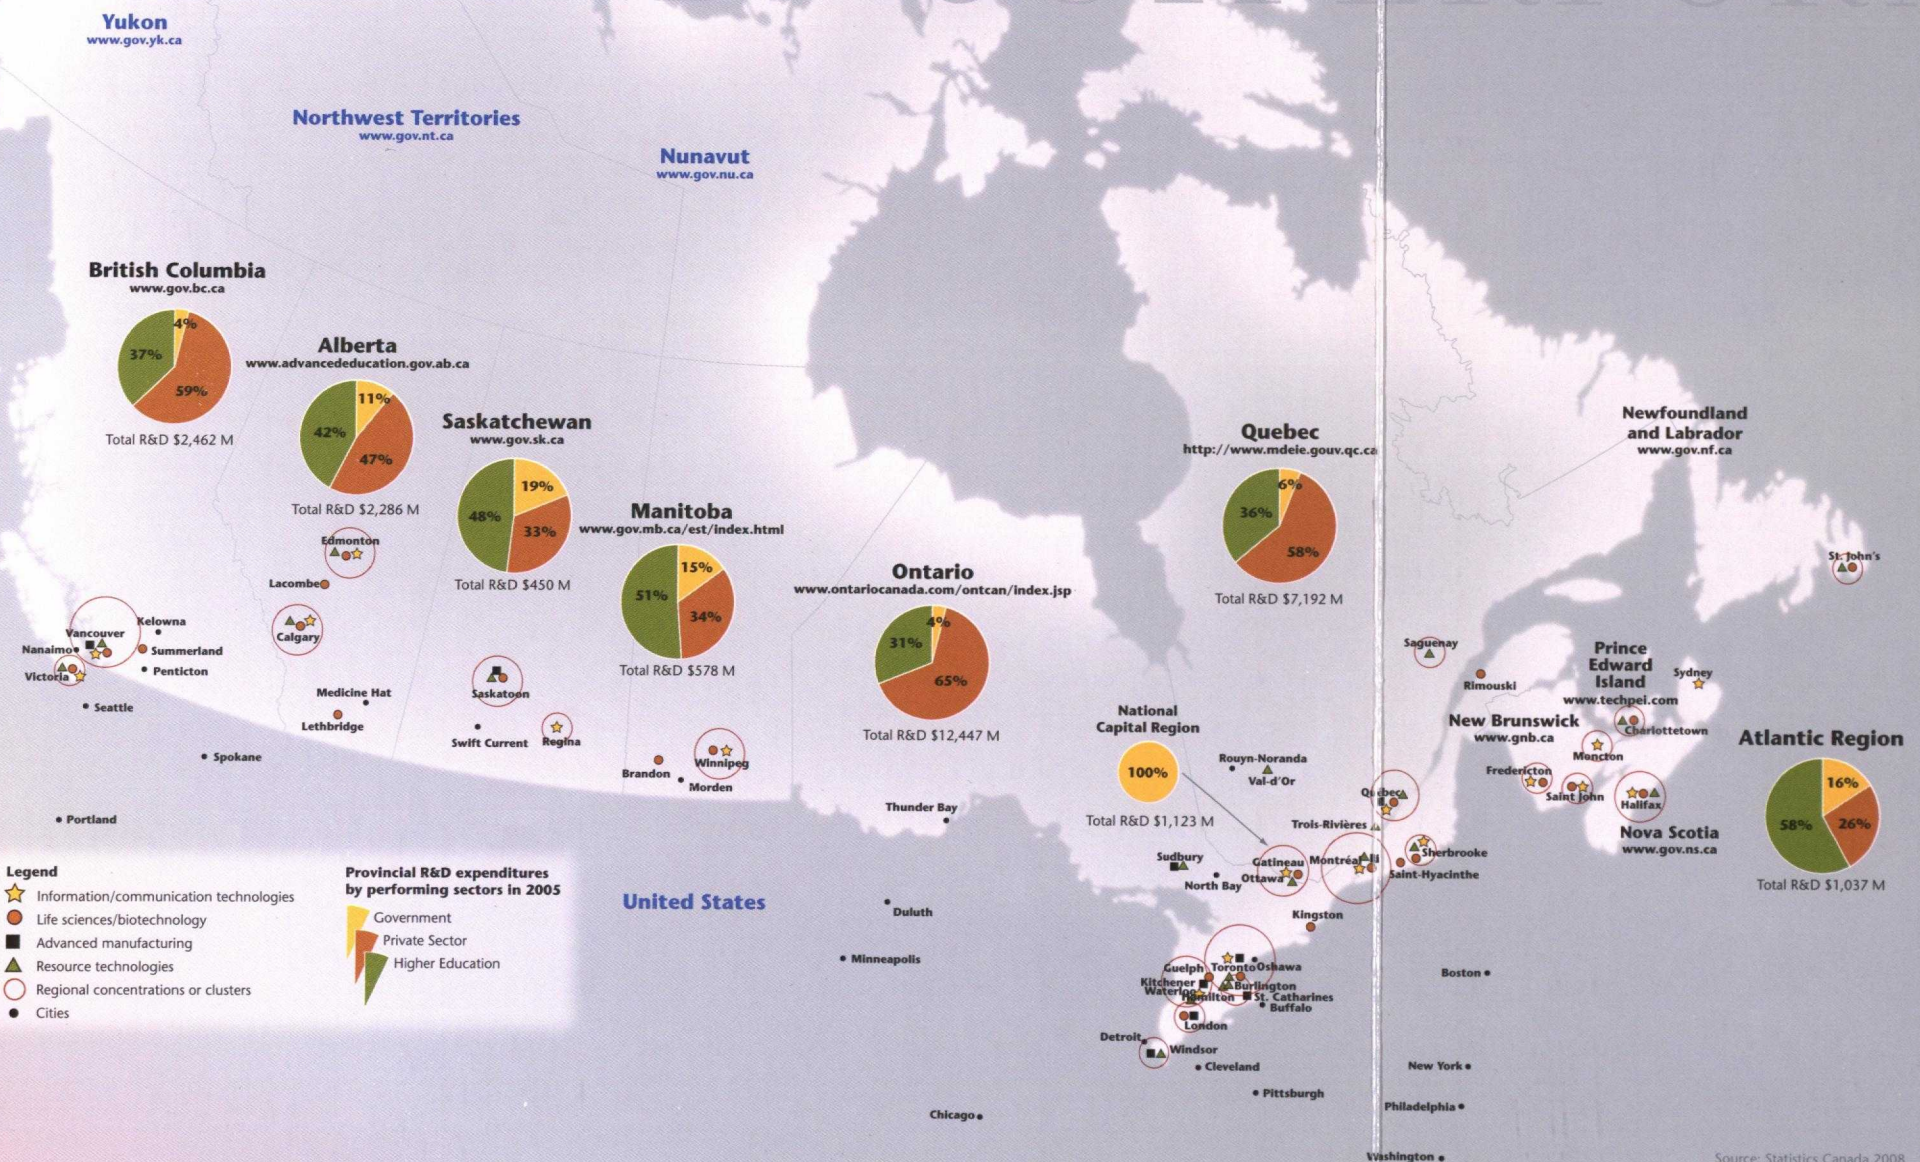 Yukon
www.gov.yk.ca
Northwest Territories
www.gov.nt.ca
Nunavut
www.gov.nu.ca
British Columbia
www.gov.bc.ca
4%
37%
59%
Total R&D $2,462 M
Alberta
www.advancededucation.gov.ab.ca
11%
42%
47%
Total R&D $2,286 M
Saskatchewan
www.gov.sk.ca
19%
48%
33%
Total R&D $450 M
Manitoba
www.gov.mb.ca/est/index.html
15%
51%
34%
Total R&D $578 M
Ontario
www.ontariocanada.com/ontcan/index.jsp
4%
31%
65%
Total R&D $12,447 M
Quebec
http://www.mdeie.gouv.qc.ca
6%
36%
58%
Total R&D $7,192 M
Newfoundland
and Labrador
www.gov.nf.ca
St. John's
Edmonton
Lacombe
Calgary
Kelowna
Vancouver
Nanaimo
Summerland
Victoria
Penticton
Seattle
Medicine Hat
Lethbridge
Saskatoon
Swift Current
Regina
Spokane
Brandon
Winnipeg
Morden
Portland
Thunder Bay
National
Capital Region
100%
Total R&D $1,123 M
Rouyn-Noranda
Val-d'Or
Saguenay
Rimouski
Prince
Edward
Island
www.techpei.com
Sydney
Charlottetown
New Brunswick
www.gnb.ca
Moncton
Fredericton
Saint John
Halifax
Nova Scotia
www.gov.ns.ca
Atlantic Region
16%
58%
26%
Total R&D $1,037 M
Québec
Trois-Rivières
Sudbury
North Bay
Gatineau
Ottawa
Montréal
Sherbrooke
Saint-Hyacinthe
Kingston
Guelph
Toronto
Oshawa
Kitchener
Waterloo
Hamilton
Burlington
St. Catharines
Buffalo
London
Detroit
Windsor
Cleveland
Pittsburgh
Boston
New York
Philadelphia
Washington
Chicago
Duluth
Minneapolis
United States
Legend
Information/communication technologies
Life sciences/biotechnology
Advanced manufacturing
Resource technologies
Regional concentrations or clusters
Cities
Provincial R&D expenditures
by performing sectors in 2005
Government
Private Sector
Higher Education
Source: Statistics Canada 2008